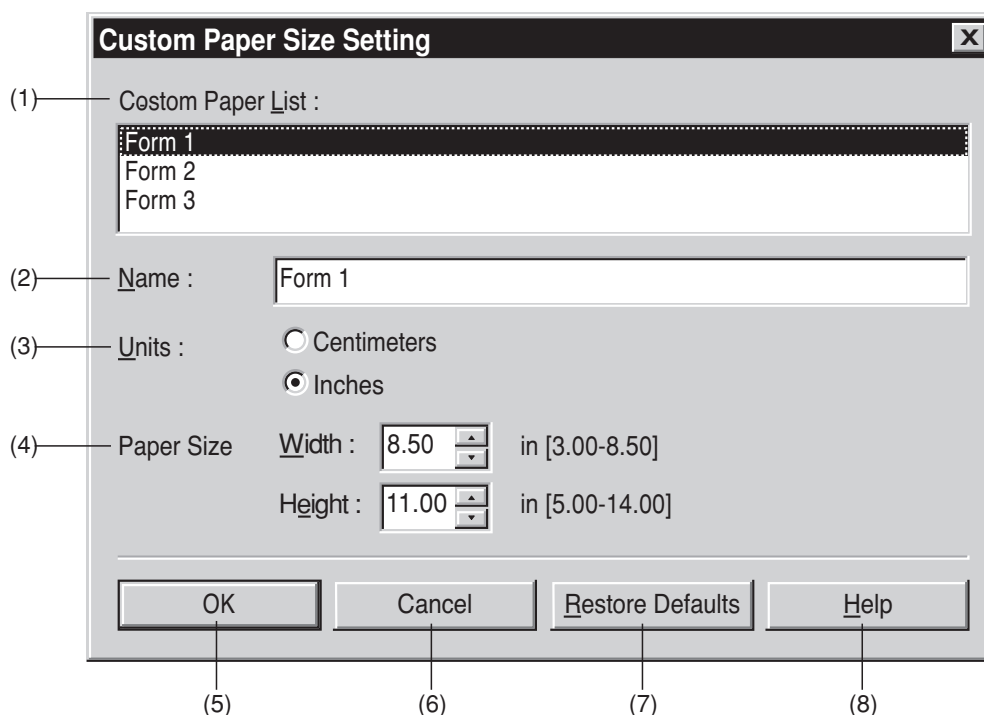 Custom Paper Size Setting X
(1) Costom Paper List :
Form 1
Form 2
Form 3
(2) Name : Form 1
(3) Units : Centimeters
Inches
(4) Paper Size Width : 8.50 in [3.00-8.50]
Height : 11.00 in [5.00-14.00]
OK Cancel Restore Defaults Help
(5) (6) (7) (8)